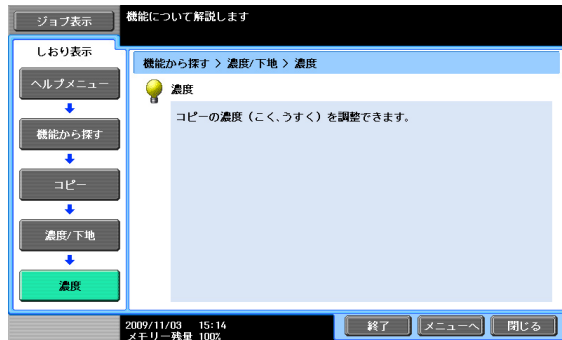 ジョブ表示
機能について解説します
しおり表示
機能から探す > 濃度/下地 > 濃度
ヘルプメニュー
濃度
コピーの濃度（こく、うすく）を調整できます。
機能から探す
コピー
濃度/下地
濃度
2009/11/03 15:14
メモリー残量 100%
終了
メニューへ
閉じる